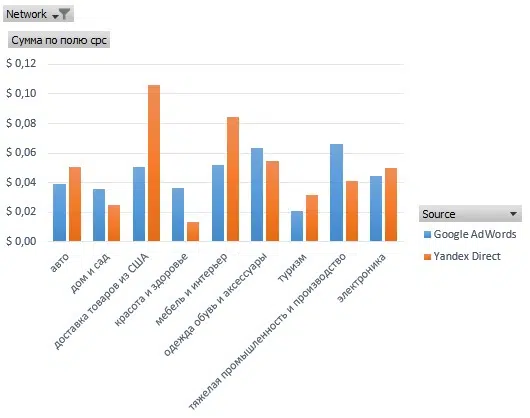 Network
Сумма по полю cpc
$ 0,12
$ 0,10
$ 0,08
$ 0,06
$ 0,04
$ 0,02
$ 0,00
авто
дом и сад
доставка товаров из США
красота и здоровье
мебель и интерьер
одежда обувь и аксессуары
туризм
тяжелая промышленность и производство
электроника
Source
Google AdWords
Yandex Direct